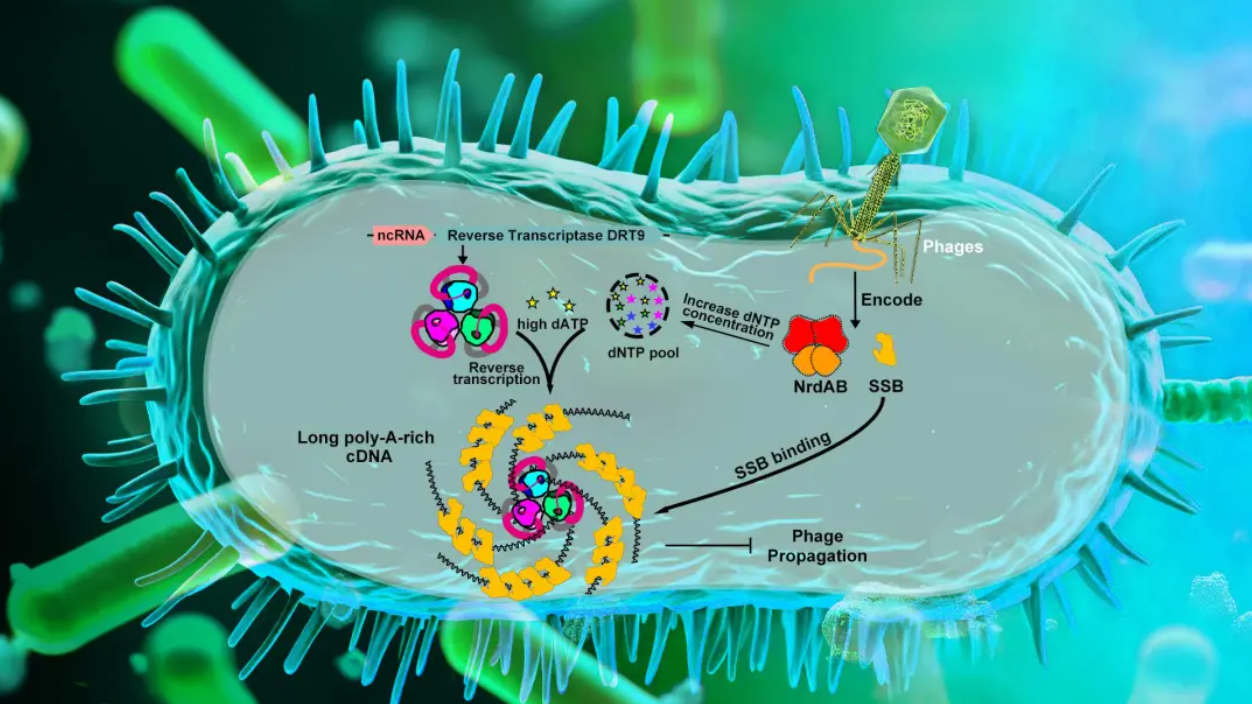 ncRNA
Reverse Transcriptase DRT9
Phages
Encode
Increase dNTP
concentration
high dATP
dNTP pool
Reverse
transcription
NrdAB
SSB
Long poly-A-rich
cDNA
SSB binding
Phage
Propagation